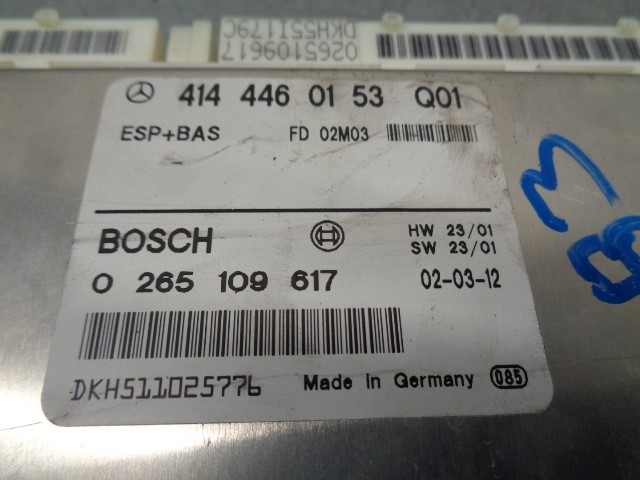 0265109617
DKH55I179C
414 446 01 53 Q01
ESP+BAS FD 02M03
BOSCH HW 23/01
SW 23/01
0 265 109 617 02-03-12
DKH511025776
Made In Germany 085